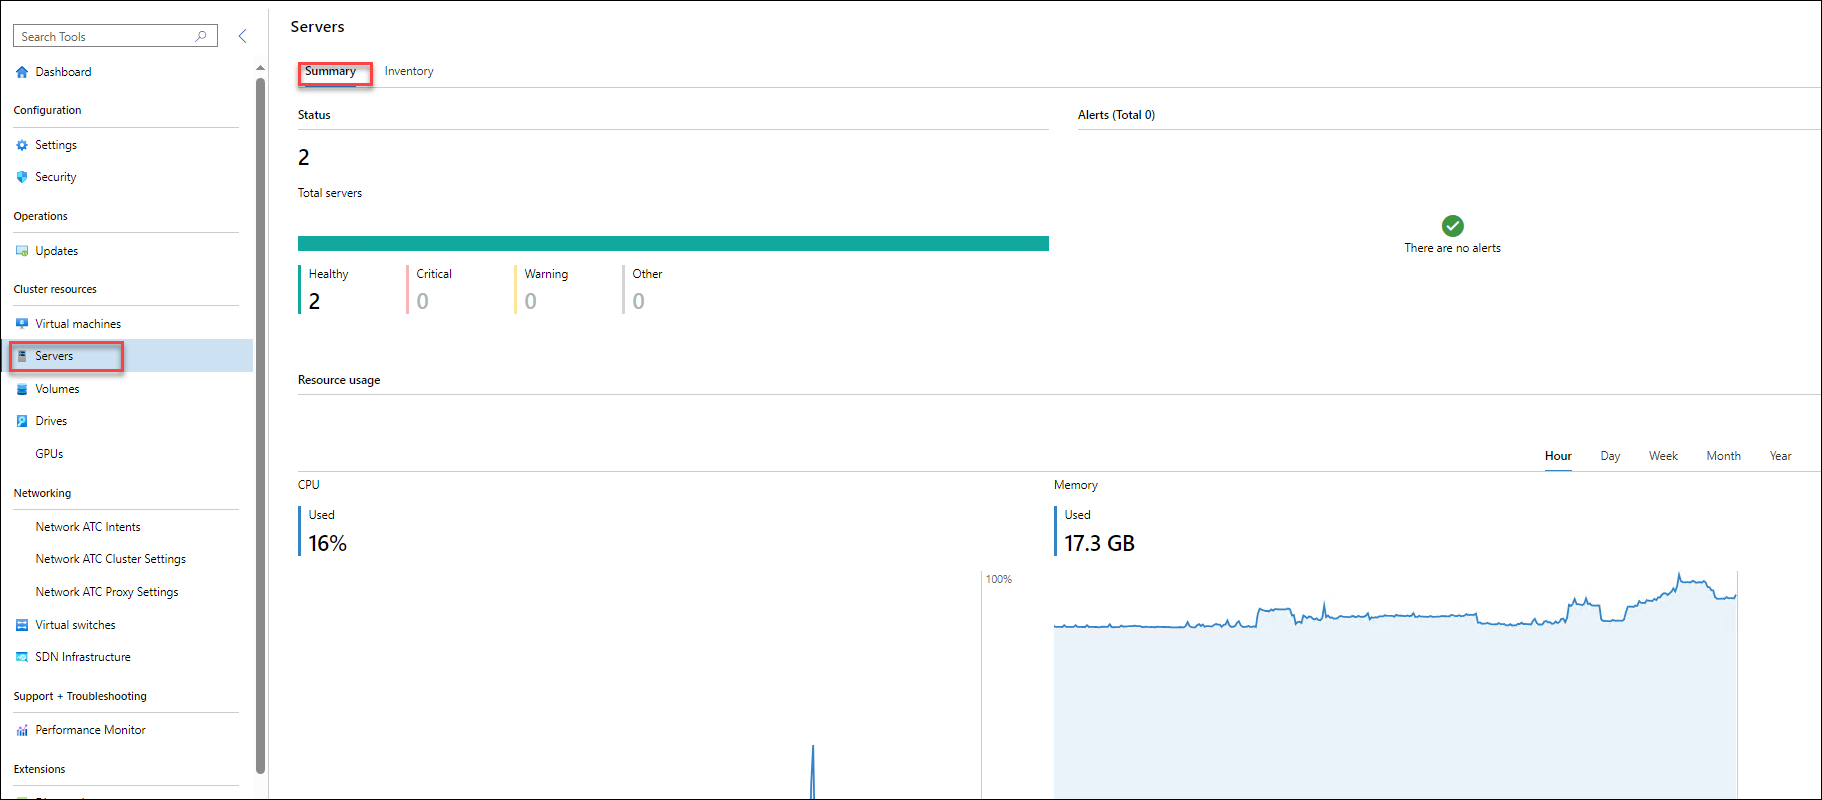 Search Tools
Dashboard
Configuration
Settings
Security
Operations
Updates
Cluster resources
Virtual machines
Servers
Volumes
Drives
GPUs
Networking
Network ATC Intents
Network ATC Cluster Settings
Network ATC Proxy Settings
Virtual switches
SDN Infrastructure
Support + Troubleshooting
Performance Monitor
Extensions
Servers
Summary Inventory
Status
2
Total servers
Healthy Critical Warning Other
2 0 0 0
Alerts (Total 0)
There are no alerts
Resource usage
Hour Day Week Month Year
CPU
Used
16%
100%
Memory
Used
17.3 GB